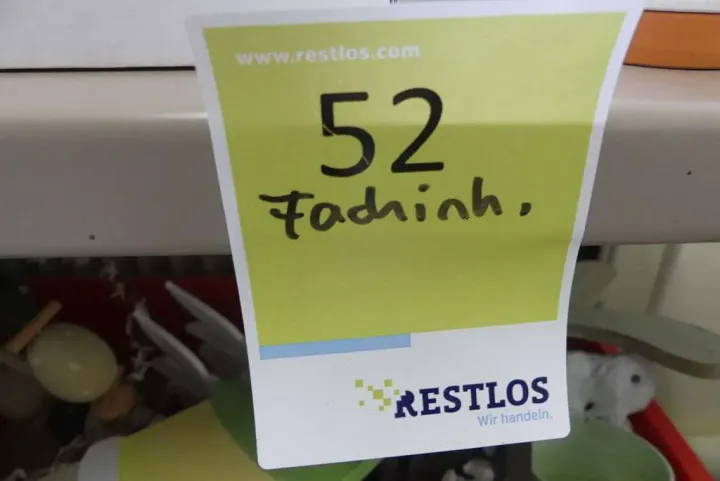 www.restlos.com
52
Fachinh.
RESTLOS
Wir handeln.